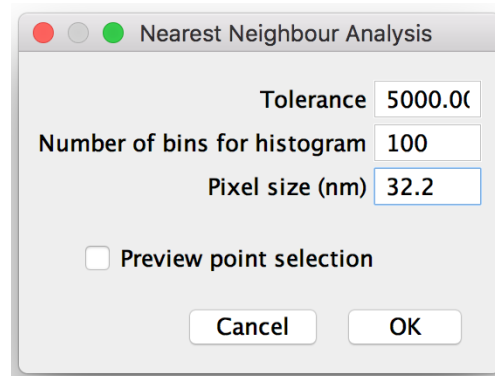 Nearest Neighbour Analysis
Tolerance 5000.00
Number of bins for histogram 100
Pixel size (nm) 32.2
Preview point selection
Cancel OK